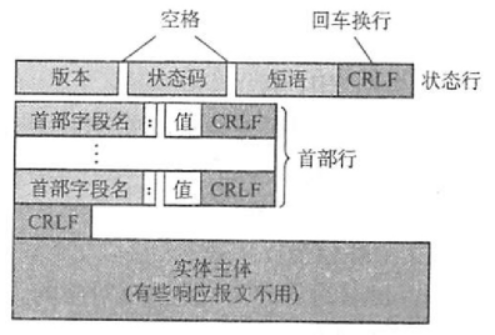 空格 回车换行
版本 状态码 短语 CRLF 状态行
首部字段名 : 值 CRLF
⋮ 首部行
首部字段名 : 值 CRLF
CRLF
实体主体
(有些响应报文不用)